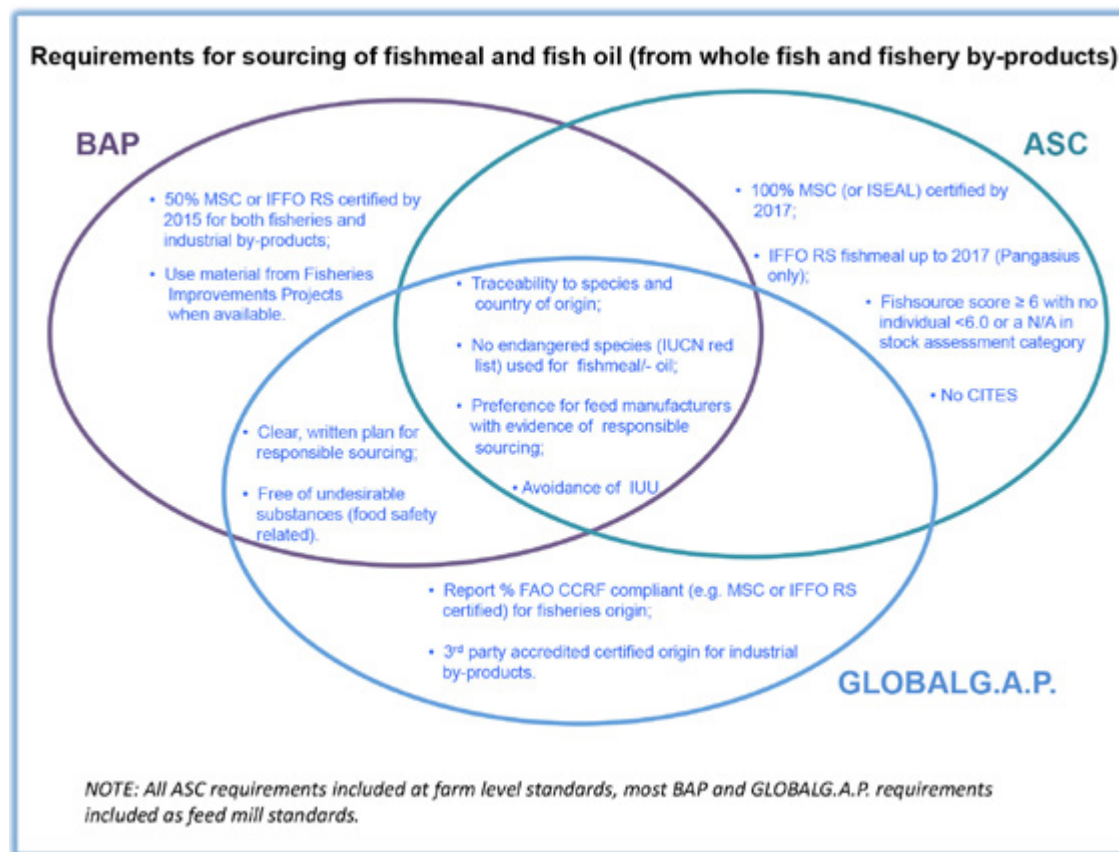 Requirements for sourcing of fishmeal and fish oil (from whole fish and fishery by-products)
BAP
• 50% MSC or IFFO RS certified by
2015 for both fisheries and
industrial by-products;
• Use material from Fisheries
Improvements Projects
when available.
ASC
• 100% MSC (or ISEAL) certified by
2017;
• IFFO RS fishmeal up to 2017 (Pangasius
only);
• Fishsource score ≥ 6 with no
individual <6.0 or a N/A in
stock assessment category
• No CITES
• Traceability to species and
country of origin;
• No endangered species (IUCN red
list) used for fishmeal/- oil;
• Preference for feed manufacturers
with evidence of responsible
sourcing;
• Avoidance of IUU
• Clear, written plan for
responsible sourcing;
• Free of undesirable
substances (food safety
related).
• Report % FAO CCRF compliant (e.g. MSC or IFFO RS
certified) for fisheries origin;
• 3rd party accredited certified origin for industrial
by-products.
GLOBALG.A.P.
NOTE: All ASC requirements included at farm level standards, most BAP and GLOBALG.A.P. requirements
included as feed mill standards.